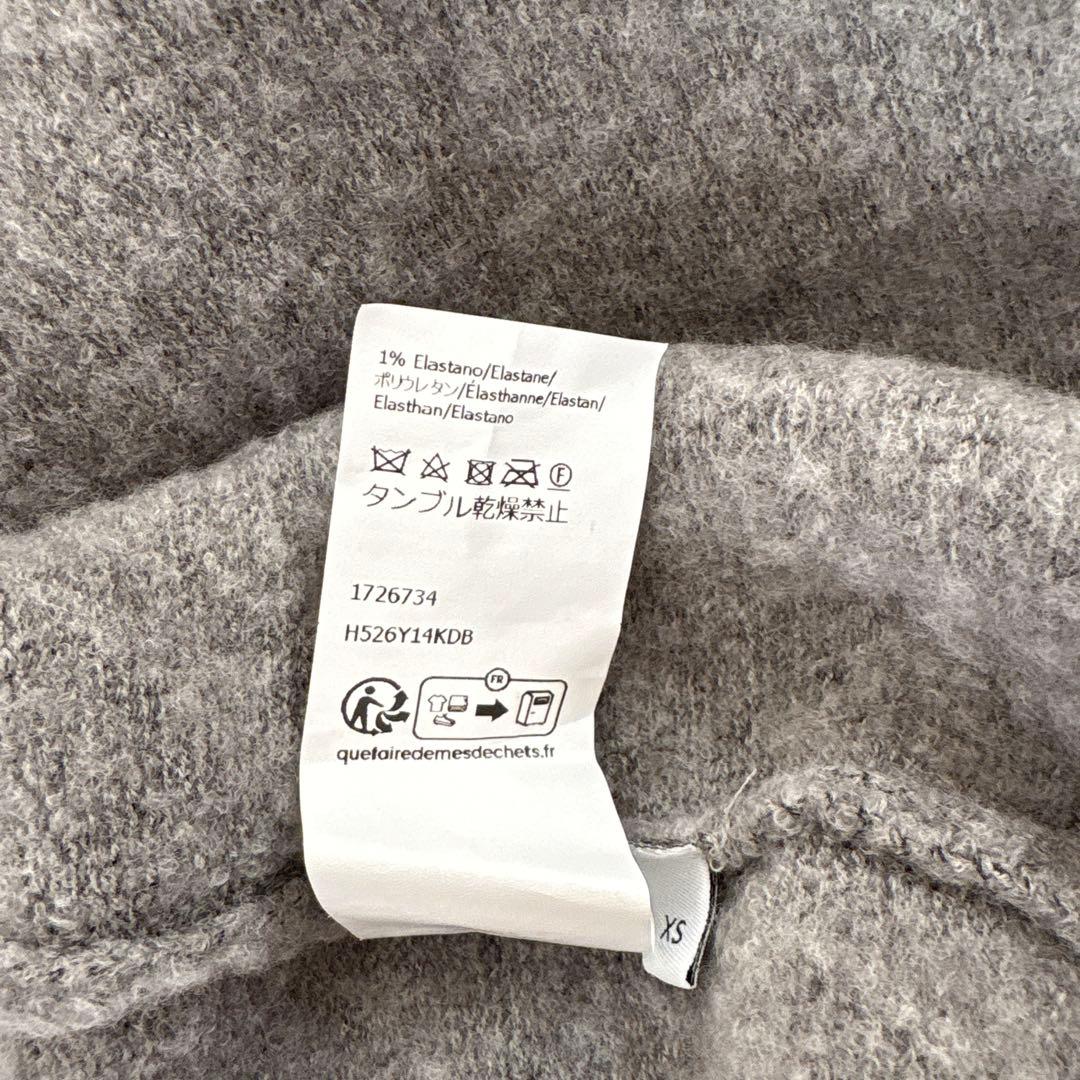 1% Elastano/Elastane/
ポリウレタン/Élasthanne/Elastan/
Elasthan/Elastano
F
タンブル乾燥禁止
1726734
H526Y14KDB
FR
quefairedemesdechets.fr
XS